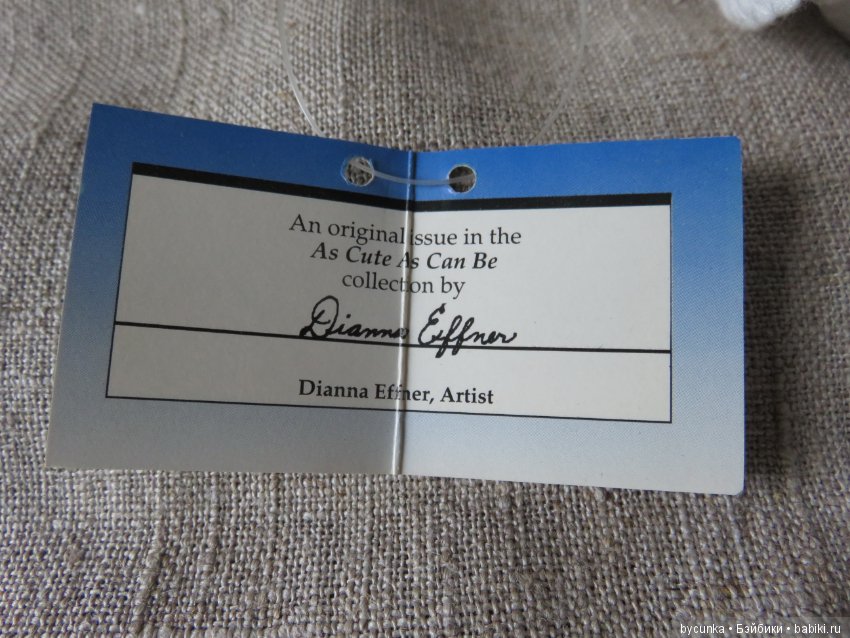 An original issue in the
As Cute As Can Be
collection by
Dianna Effner
Dianna Effner, Artist
bycunka • Бэйбики • babiki.ru